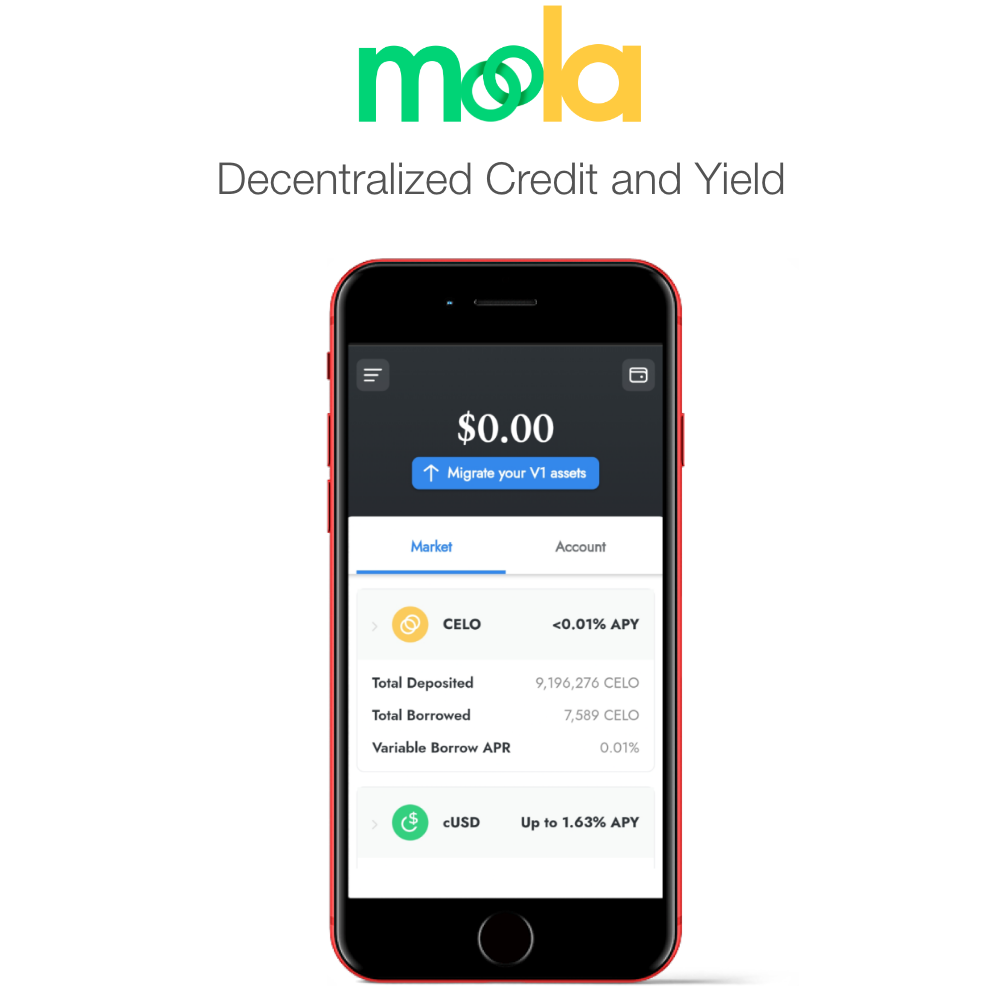 moola
Decentralized Credit and Yield
$0.00
Migrate your V1 assets
Market Account
CELO <0.01% APY
Total Deposited 9,196,276 CELO
Total Borrowed 7,589 CELO
Variable Borrow APR 0.01%
cUSD Up to 1.63% APY